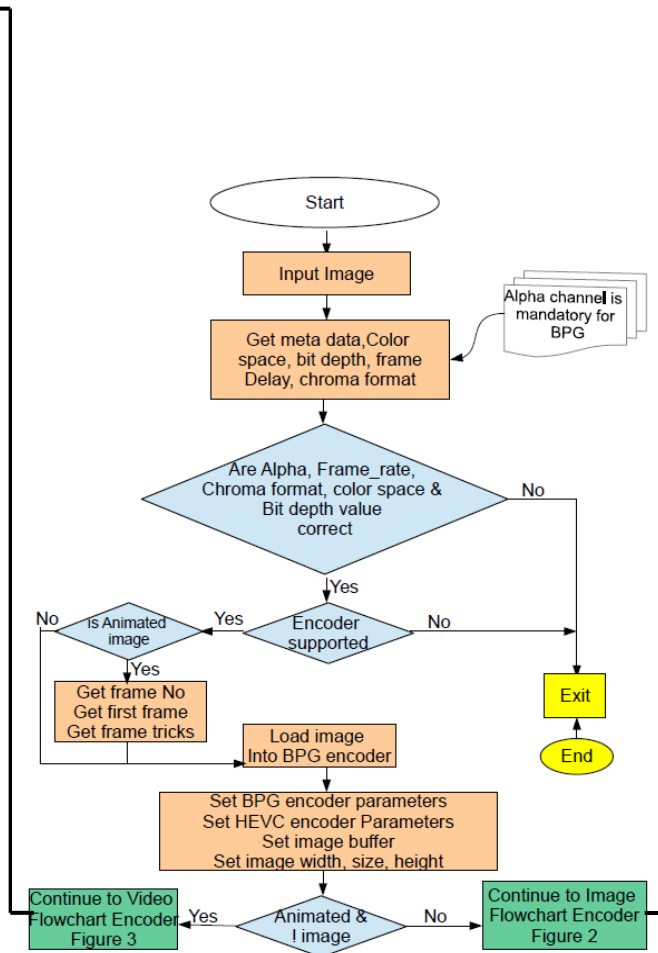 Start
Input Image
Alpha channel is
mandatory for
BPG
Get meta data,Color
space, bit depth, frame
Delay, chroma format
Are Alpha, Frame_rate,
Chroma format, color space &
Bit depth value
correct
No
Yes
Encoder
supported
No
Yes
is Animated
image
No
Yes
Get frame No
Get first frame
Get frame tricks
Exit
End
Load image
Into BPG encoder
Set BPG encoder parameters
Set HEVC encoder Parameters
Set image buffer
Set image width, size, height
Animated &
! image
Yes
Continue to Video
Flowchart Encoder
Figure 3
No
Continue to Image
Flowchart Encoder
Figure 2